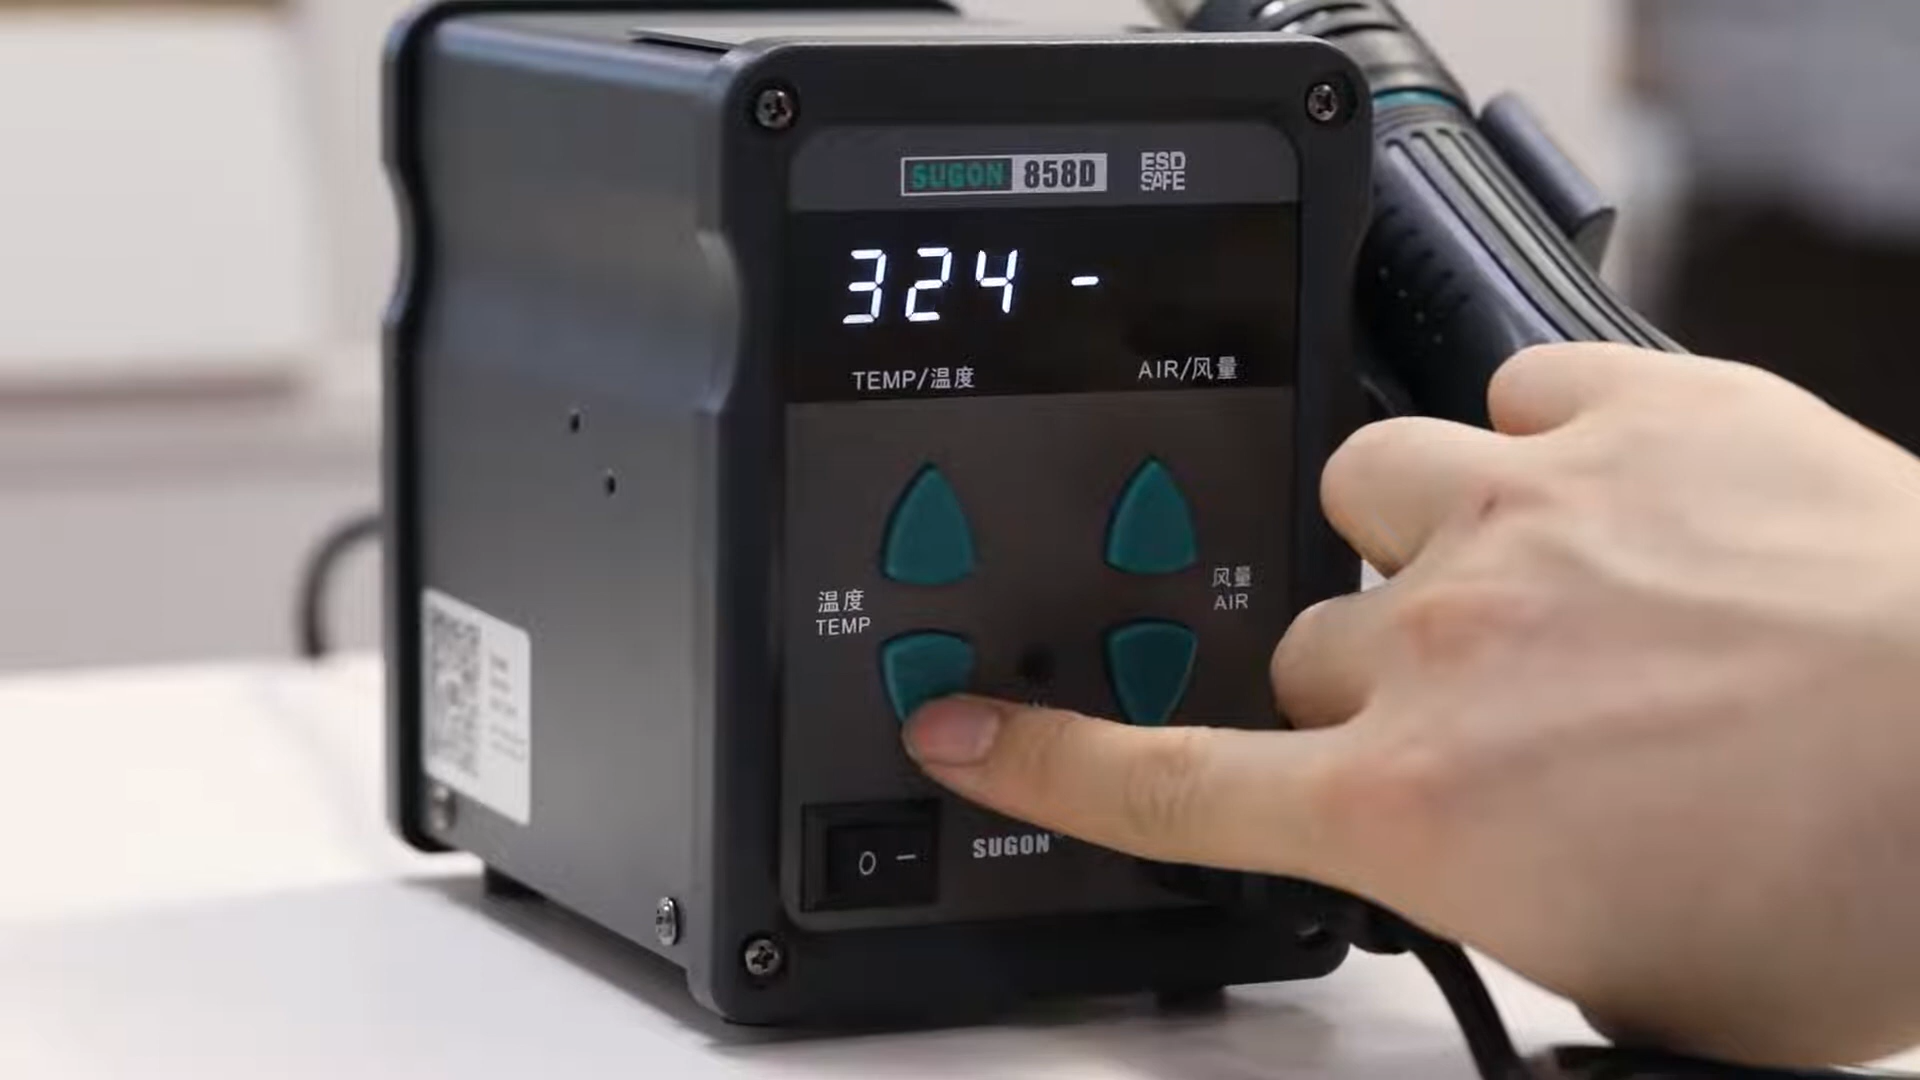 SUGON 858D ESD SAFE
324 -
TEMP/温度 AIR/风量
温度
TEMP
风量
AIR
O –
SUGON